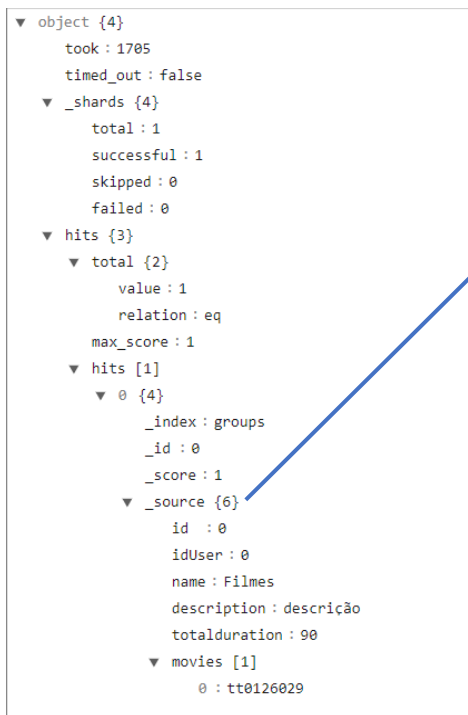 ▼ object {4}
took : 1705
timed_out : false
▼ _shards {4}
total : 1
successful : 1
skipped : 0
failed : 0
▼ hits {3}
▼ total {2}
value : 1
relation : eq
max_score : 1
▼ hits [1]
▼ 0 {4}
_index : groups
_id : 0
_score : 1
▼ _source {6}
id : 0
idUser : 0
name : Filmes
description : descrição
totalduration : 90
▼ movies [1]
0 : tt0126029